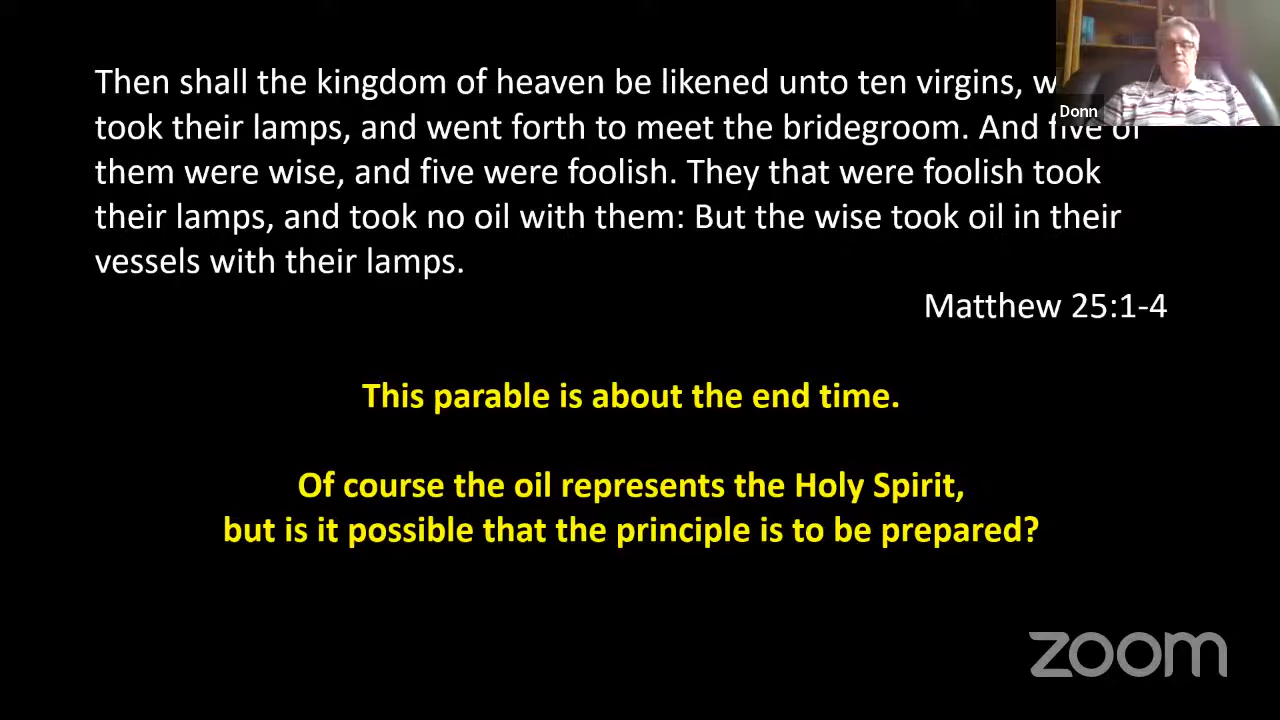 Then shall the kingdom of heaven be likened unto ten virgins,
took their lamps, and went forth to meet the bridegroom. And five of
them were wise, and five were foolish. They that were foolish took
their lamps, and took no oil with them: But the wise took oil in their
vessels with their lamps.
Matthew 25:1-4
This parable is about the end time.
Of course the oil represents the Holy Spirit,
but is it possible that the principle is to be prepared?
Donn
zoom